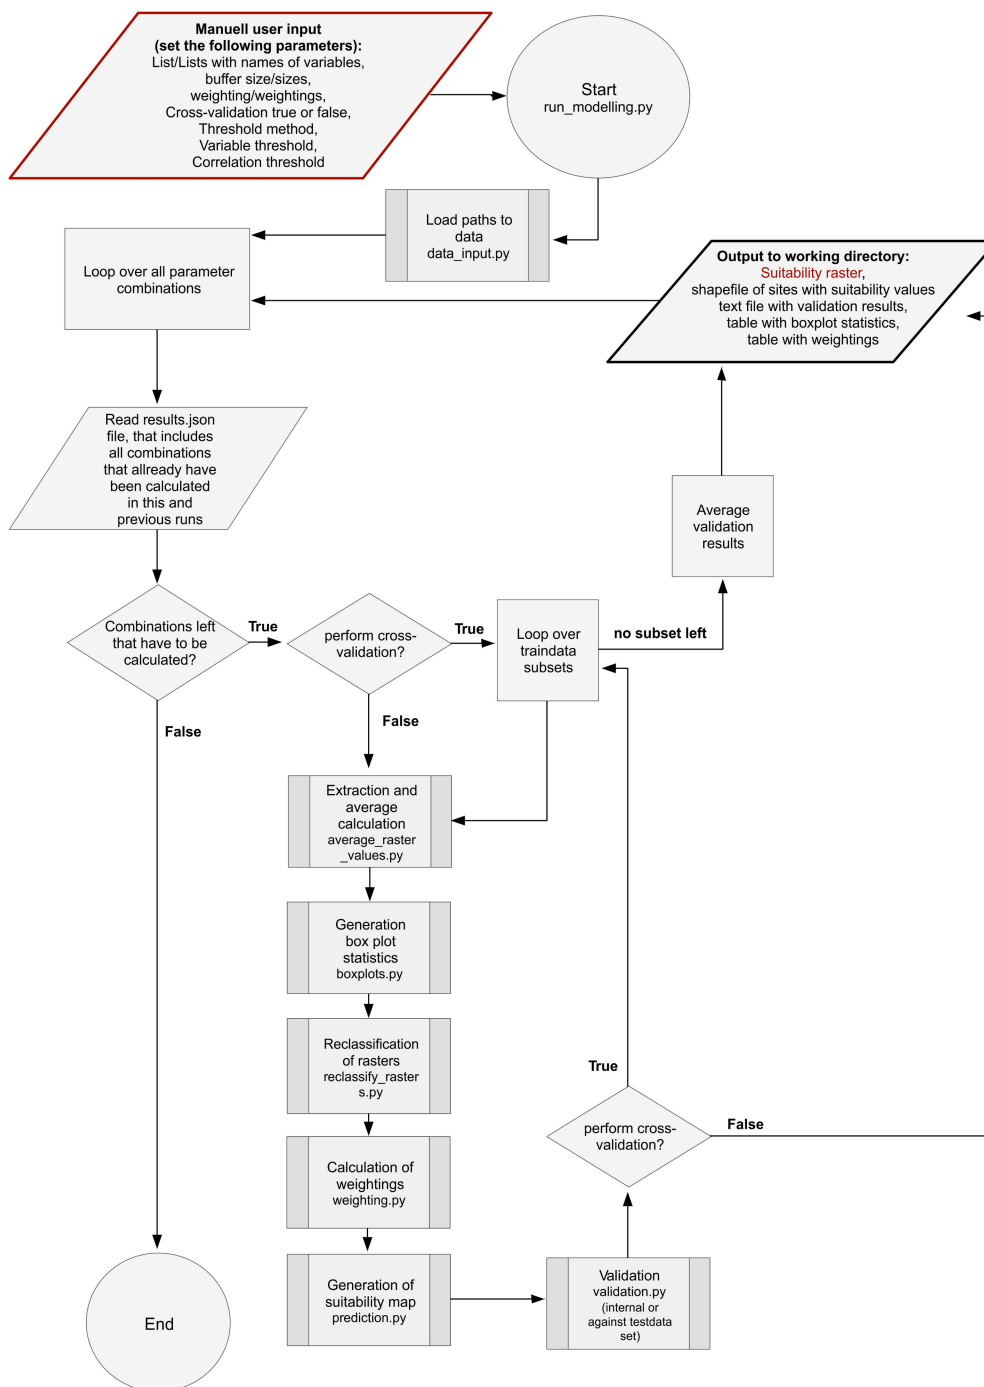 Manuell user input
(set the following parameters):
List/Lists with names of variables,
buffer size/sizes,
weighting/weightings,
Cross-validation true or false,
Threshold method,
Variable threshold,
Correlation threshold
Start
run_modelling.py
Load paths to
data
data_input.py
Loop over all parameter
combinations
Output to working directory:
Suitability raster,
shapefile of sites with suitability values
text file with validation results,
table with boxplot statistics,
table with weightings
Read results.json
file, that includes
all combinations
that allready have
been calculated
in this and
previous runs
Average
validation
results
Combinations left
that have to be
calculated?
True
perform cross-
validation?
True
Loop over
traindata
subsets
no subset left
False
False
Extraction and
average
calculation
average_raster
_values.py
Generation
box plot
statistics
boxplots.py
Reclassification
of rasters
reclassify_raster
s.py
True
perform cross-
validation?
False
Calculation of
weightings
weighting.py
Generation of
suitability map
prediction.py
Validation
validation.py
(internal or
against testdata
set)
End